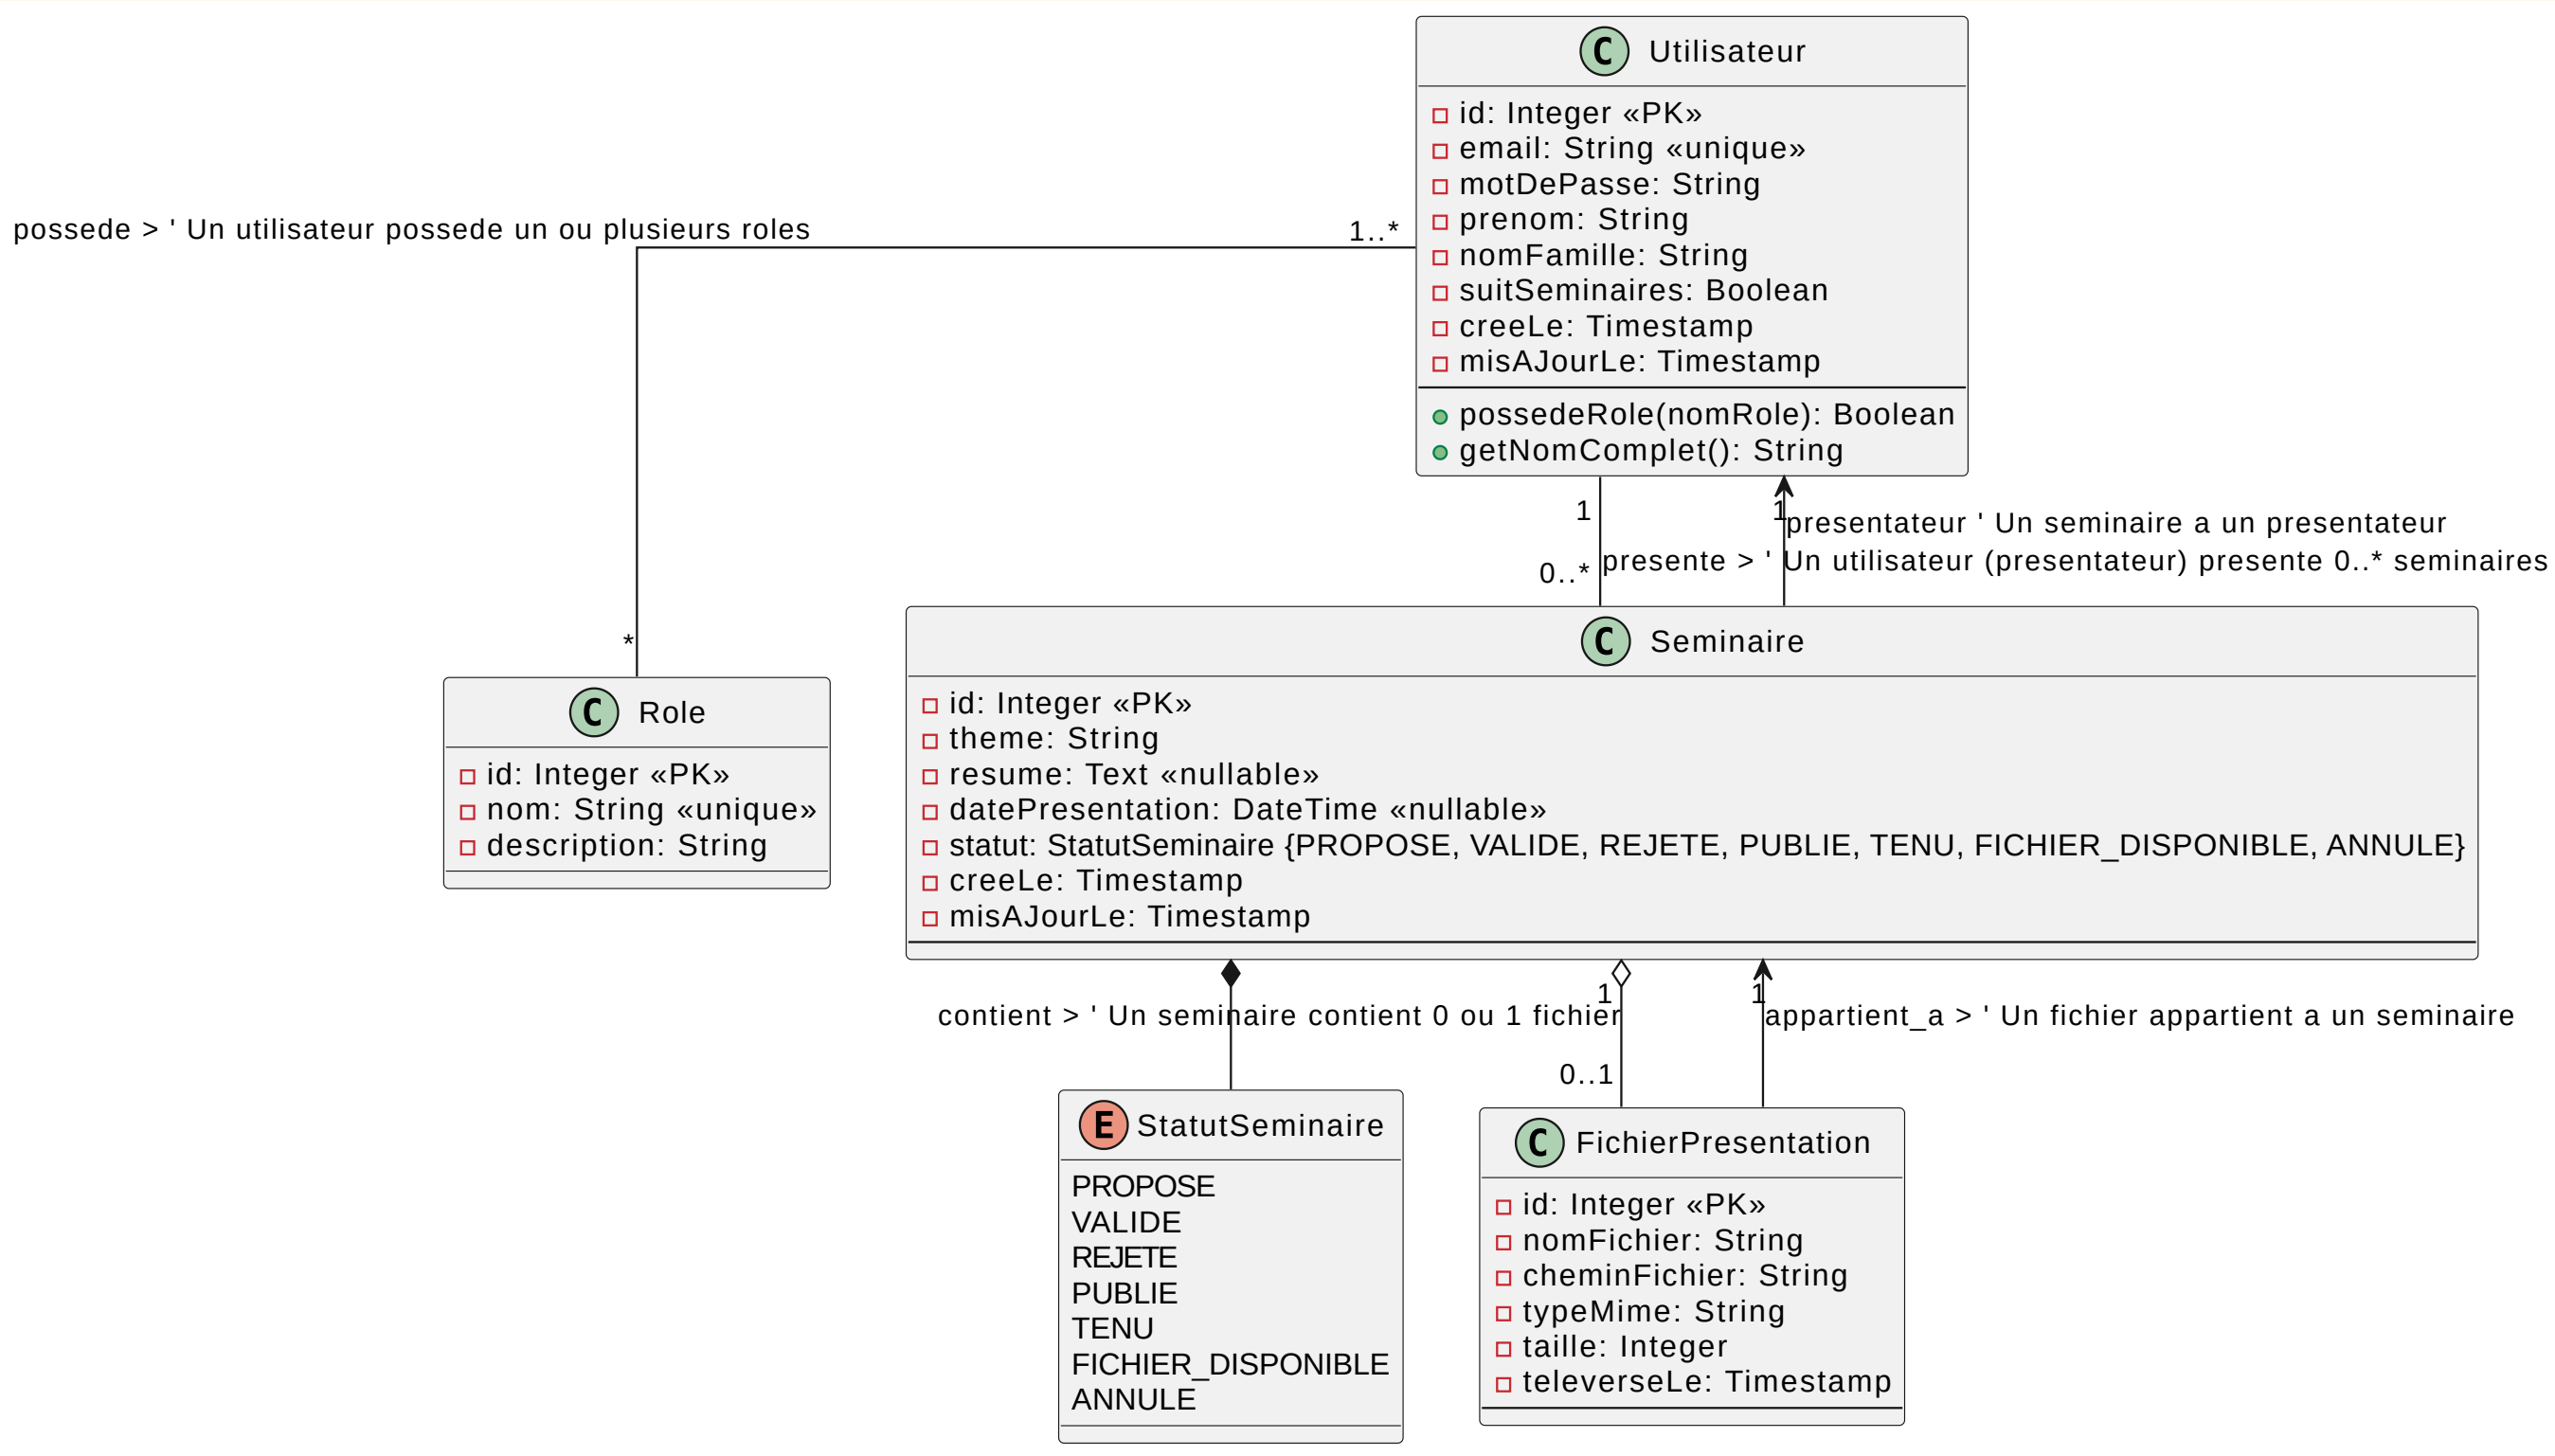 C Utilisateur
id: Integer «PK»
email: String «unique»
motDePasse: String
prenom: String
nomFamille: String
suitSeminaires: Boolean
creeLe: Timestamp
misAJourLe: Timestamp
possedeRole(nomRole): Boolean
getNomComplet(): String
possede > ' Un utilisateur possede un ou plusieurs roles
1..*
*
1
1
presentateur ' Un seminaire a un presentateur
0..*
presente > ' Un utilisateur (presentateur) presente 0..* seminaires
C Role
id: Integer «PK»
nom: String «unique»
description: String
C Seminaire
id: Integer «PK»
theme: String
resume: Text «nullable»
datePresentation: DateTime «nullable»
statut: StatutSeminaire {PROPOSE, VALIDE, REJETE, PUBLIE, TENU, FICHIER_DISPONIBLE, ANNULE}
creeLe: Timestamp
misAJourLe: Timestamp
1
1
contient > ' Un seminaire contient 0 ou 1 fichier
appartient_a > ' Un fichier appartient a un seminaire
0..1
E StatutSeminaire
PROPOSE
VALIDE
REJETE
PUBLIE
TENU
FICHIER_DISPONIBLE
ANNULE
C FichierPresentation
id: Integer «PK»
nomFichier: String
cheminFichier: String
typeMime: String
taille: Integer
televerseLe: Timestamp